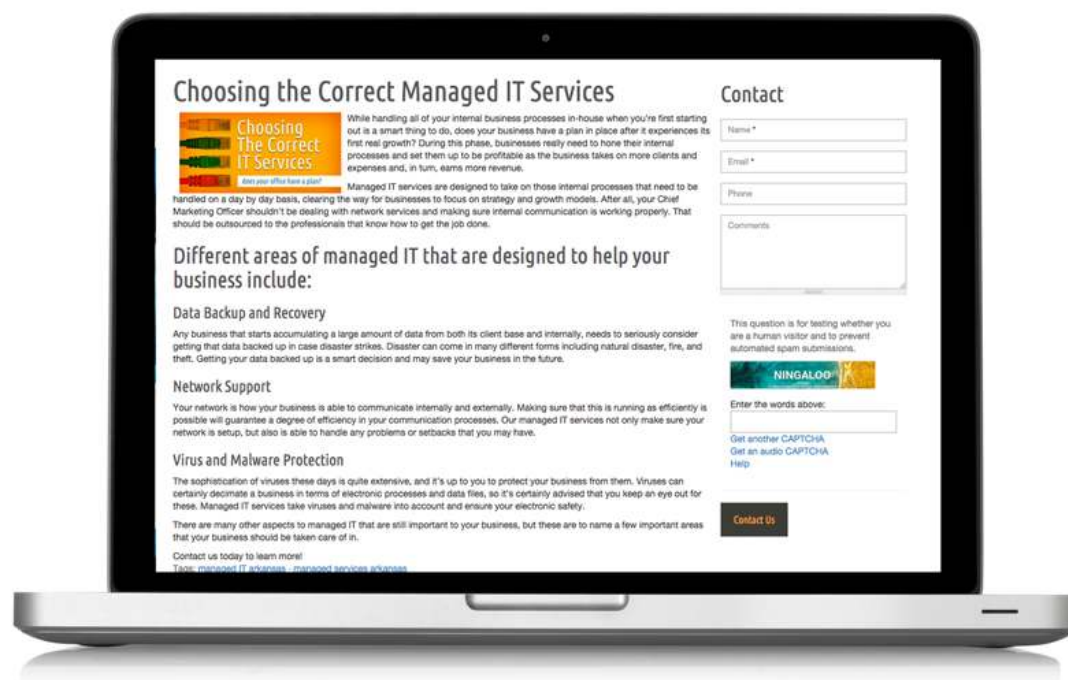 Choosing the Correct Managed IT Services
Choosing
The Correct
IT Services
does your office have a plan?
While handling all of your internal business processes in-house when you're first starting
out is a smart thing to do, does your business have a plan in place after it experiences its
first real growth? During this phase, businesses really need to hone their internal
processes and set them up to be profitable as the business takes on more clients and
expenses and, in turn, earns more revenue.
Managed IT services are designed to take on those internal processes that need to be
handled on a day by day basis, clearing the way for businesses to focus on strategy and growth models. After all, your Chief
Marketing Officer shouldn't be dealing with network services and making sure internal communication is working properly. That
should be outsourced to the professionals that know how to get the job done.
Different areas of managed IT that are designed to help your
business include:
Data Backup and Recovery
Any business that starts accumulating a large amount of data from both its client base and internally, needs to seriously consider
getting that data backed up in case disaster strikes. Disaster can come in many different forms including natural disaster, fire, and
theft. Getting your data backed up is a smart decision and may save your business in the future.
Network Support
Your network is how your business is able to communicate internally and externally. Making sure that this is running as efficiently is
possible will guarantee a degree of efficiency in your communication processes. Our managed IT services not only make sure your
network is setup, but also is able to handle any problems or setbacks that you may have.
Virus and Malware Protection
The sophistication of viruses these days is quite extensive, and it's up to you to protect your business from them. Viruses can
certainly decimate a business in terms of electronic processes and data files, so it's certainly advised that you keep an eye out for
these. Managed IT services take viruses and malware into account and ensure your electronic safety.
There are many other aspects to managed IT that are still important to your business, but these are to name a few important areas
that your business should be taken care of in.
Contact us today to learn more!
Tags: managed IT arkansas - managed services arkansas
Contact
Name *
Email *
Phone
Comments
This question is for testing whether you
are a human visitor and to prevent
automated spam submissions.
NINGALOO
Enter the words above:
Get another CAPTCHA
Get an audio CAPTCHA
Help
Contact Us